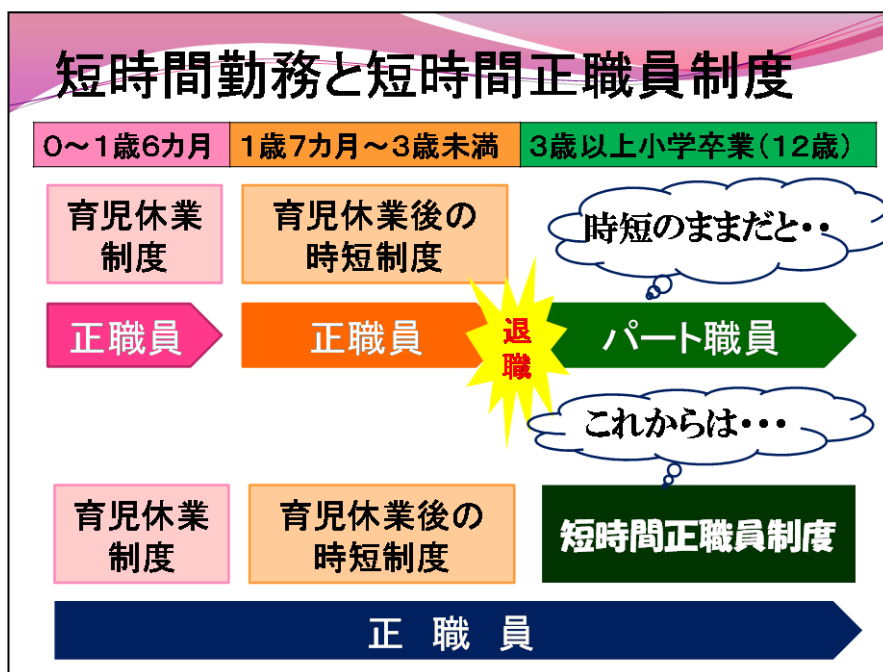 短時間勤務と短時間正職員制度
0～1歳6カ月
1歳7カ月～3歳未満
3歳以上小学卒業（12歳）
育児休業
制度
育児休業後の
時短制度
時短のままだと・・
正職員
正職員
退
職
パート職員
これからは・・・
育児休業
制度
育児休業後の
時短制度
短時間正職員制度
正 職 員